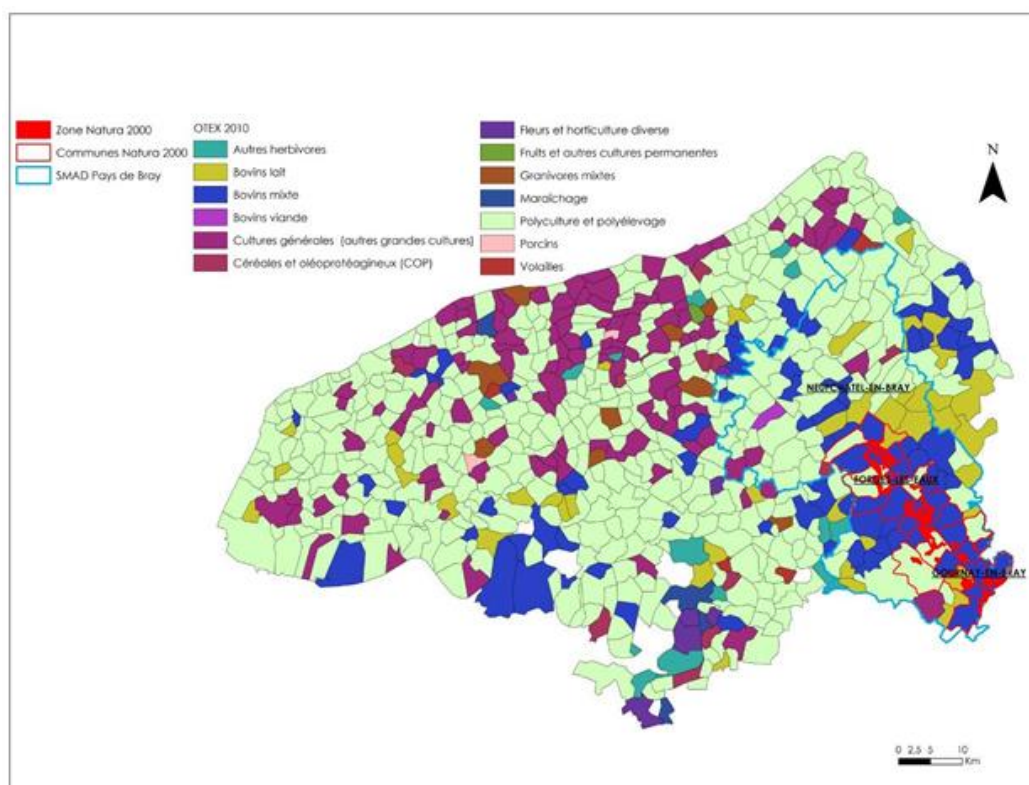 Zone Natura 2000
Communes Natura 2000
SMAD Pays de Bray
OTEX 2010
Autres herbivores
Bovins lait
Bovins mixte
Bovins viande
Cultures générales (autres grandes cultures)
Céréales et oléoprotéagineux (COP)
Fleurs et horticulture diverse
Fruits et autres cultures permanentes
Granivores mixtes
Maraîchage
Polyculture et polyélevage
Porcins
Volailles
N
NEUFCHATEL-EN-BRAY
FORGES-LES-EAUX
GOURNAY-EN-BRAY
0 2,5 5 10
Km